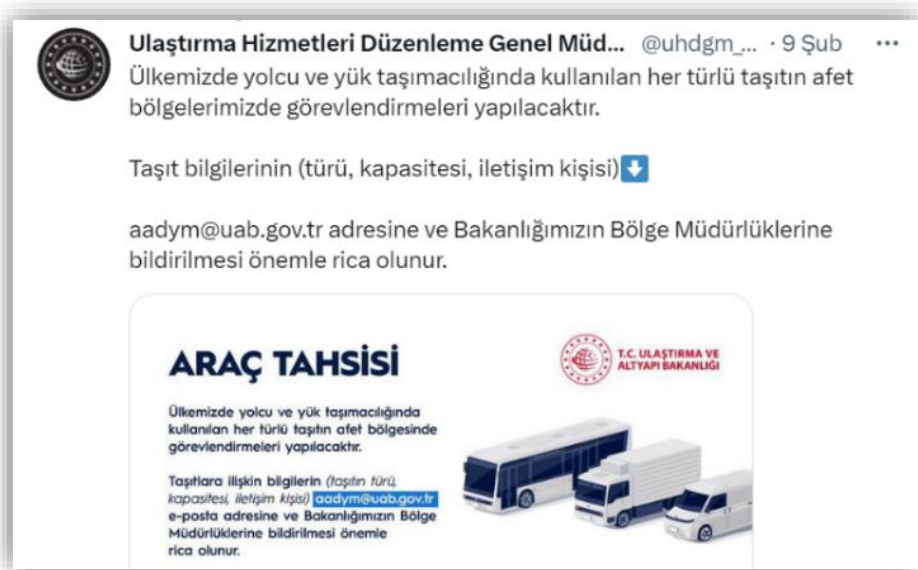 Ulaştırma Hizmetleri Düzenleme Genel Müd... @uhdgm_... · 9 Şub ...
Ülkemizde yolcu ve yük taşımacılığında kullanılan her türlü taşıtın afet
bölgelerimizde görevlendirmeleri yapılacaktır.
Taşıt bilgilerinin (türü, kapasitesi, iletişim kişisi)⬇️
aadym@uab.gov.tr adresine ve Bakanlığımızın Bölge Müdürlüklerine
bildirilmesi önemle rica olunur.
ARAÇ TAHSİSİ
T.C. ULAŞTIRMA VE
ALTYAPI BAKANLIĞI
Ülkemizde yolcu ve yük taşımacılığında
kullanılan her türlü taşıtın afet bölgesinde
görevlendirmeleri yapılacaktır.
Taşıtlara ilişkin bilgilerin (taşıtın türü,
kapasitesi, iletişim kişisi) aadym@uab.gov.tr
e-posta adresine ve Bakanlığımızın Bölge
Müdürlüklerine bildirilmesi önemle
rica olunur.